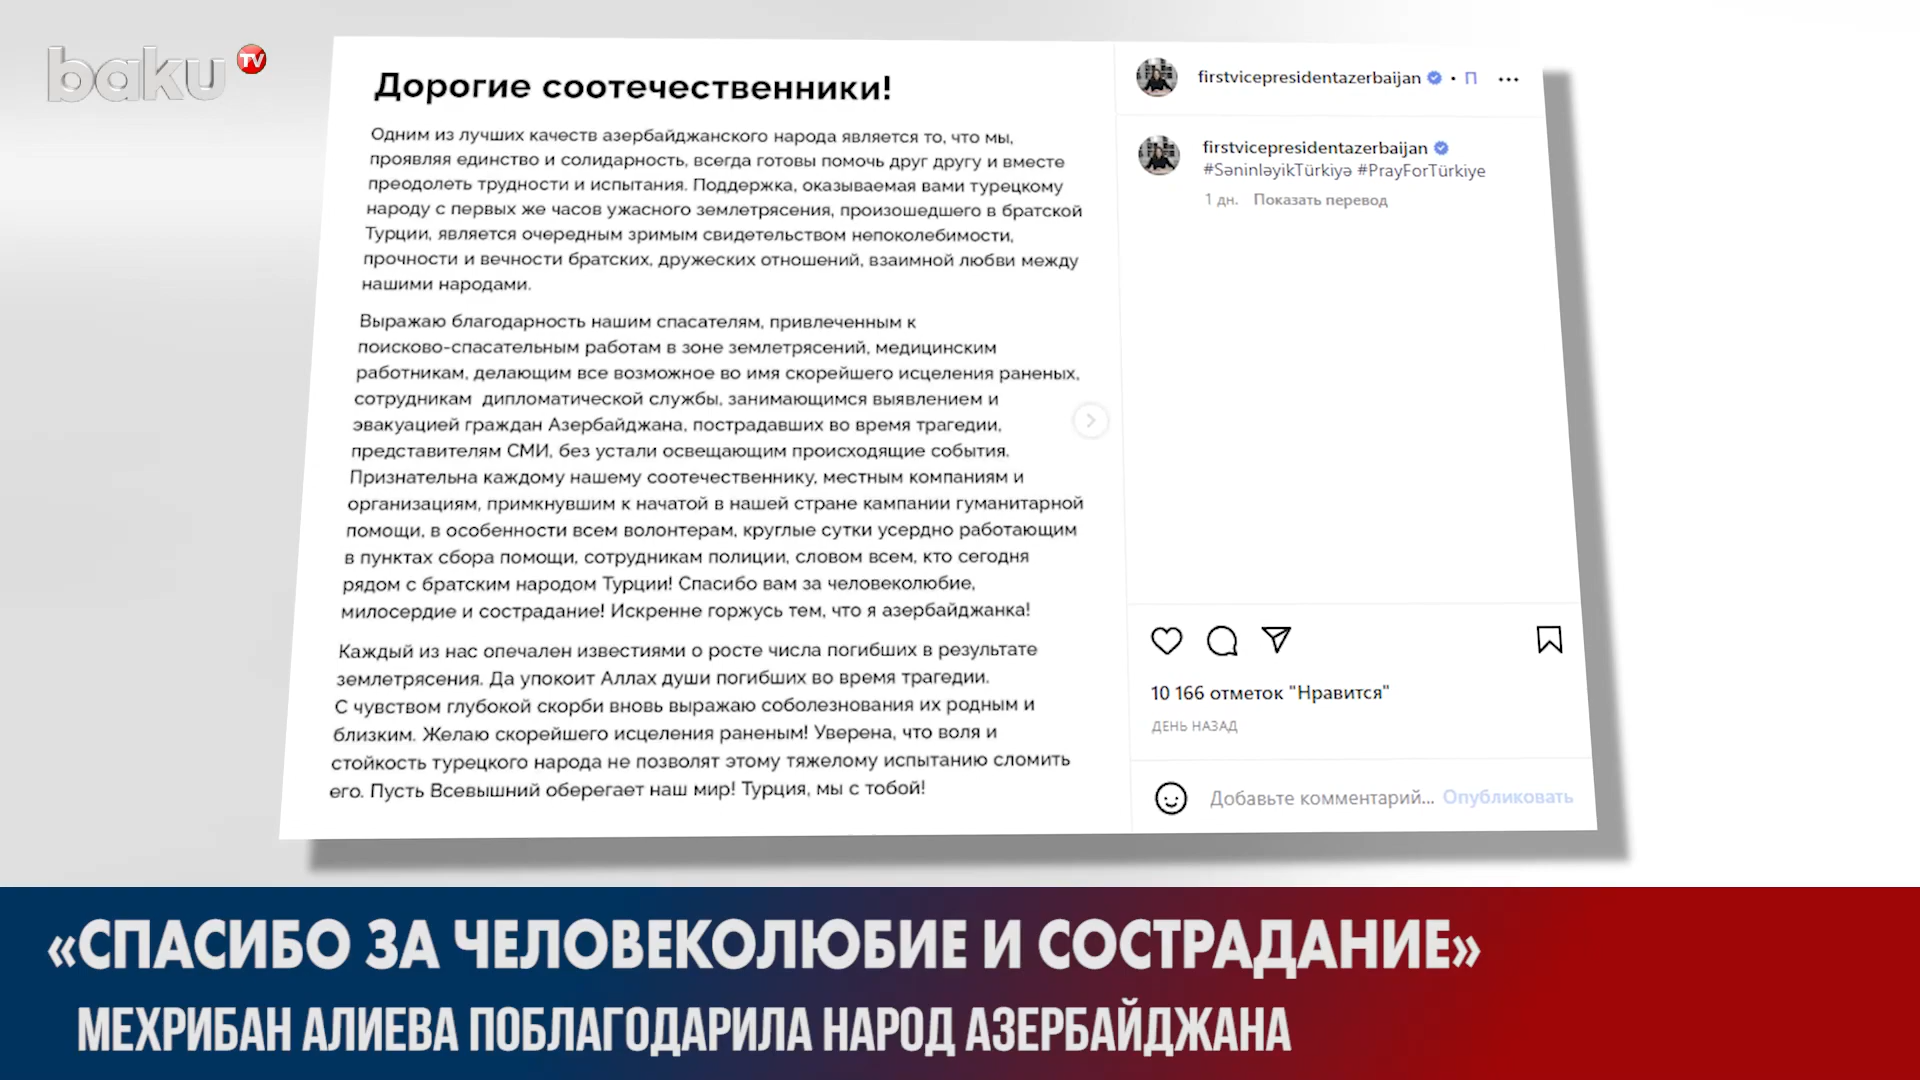 baku TV
Дорогие соотечественники!
Одним из лучших качеств азербайджанского народа является то, что мы,
проявляя единство и солидарность, всегда готовы помочь друг другу и вместе
преодолеть трудности и испытания. Поддержка, оказываемая вами турецкому
народу с первых же часов ужасного землетрясения, произошедшего в братской
Турции, является очередным зримым свидетельством непоколебимости,
прочности и вечности братских, дружеских отношений, взаимной любви между
нашими народами.
Выражаю благодарность нашим спасателям, привлеченным к
поисково-спасательным работам в зоне землетрясений, медицинским
работникам, делающим все возможное во имя скорейшего исцеления раненых,
сотрудникам дипломатической службы, занимающимся выявлением и
эвакуацией граждан Азербайджана, пострадавших во время трагедии,
представителям СМИ, без устали освещающим происходящие события.
Признательна каждому нашему соотечественнику, местным компаниям и
организациям, примкнувшим к начатой в нашей стране кампании гуманитарной
помощи, в особенности всем волонтерам, круглые сутки усердно работающим
в пунктах сбора помощи, сотрудникам полиции, словом всем, кто сегодня
рядом с братским народом Турции! Спасибо вам за человеколюбие,
милосердие и сострадание! Искренне горжусь тем, что я азербайджанка!
Каждый из нас опечален известиями о росте числа погибших в результате
землетрясения. Да упокоит Аллах души погибших во время трагедии.
С чувством глубокой скорби вновь выражаю соболезнования их родным и
близким. Желаю скорейшего исцеления раненым! Уверена, что воля и
стойкость турецкого народа не позволят этому тяжелому испытанию сломить
его. Пусть Всевышний оберегает наш мир! Турция, мы с тобой!
firstvicepresidentazerbaijan • П
firstvicepresidentazerbaijan
#SəninləyikTürkiyə #PrayForTürkiye
1 дн. Показать перевод
10 166 отметок "Нравится"
ДЕНЬ НАЗАД
Добавьте комментарий... Опубликовать
«СПАСИБО ЗА ЧЕЛОВЕКОЛЮБИЕ И СОСТРАДАНИЕ»
МЕХРИБАН АЛИЕВА ПОБЛАГОДАРИЛА НАРОД АЗЕРБАЙДЖАНА